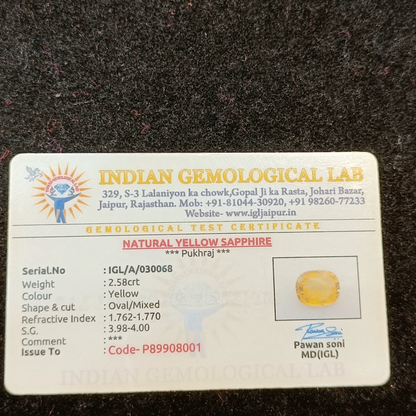 INDIAN GEMOLOGICAL LAB
329, S-3 Lalaniyon ka chowk,Gopal Ji ka Rasta, Johari Bazar,
Jaipur, Rajasthan. Mob: +91-81044-30920, +91 98260-77233
Website- www.igljaipur.in
GEMOLOGICAL TEST CERTIFICATE
NATURAL YELLOW SAPPHIRE
*** Pukhraj ***
Serial.No : IGL/A/030068
Weight : 2.58crt
Colour : Yellow
Shape & cut : Oval/Mixed
Refractive Index : 1.762-1.770
S.G. : 3.98-4.00
Comment : ***
Issue To : Code- P89908001
Pawan Soni
Pawan soni
MD(IGL)
INDIAN GEMOLOGICAL LAB